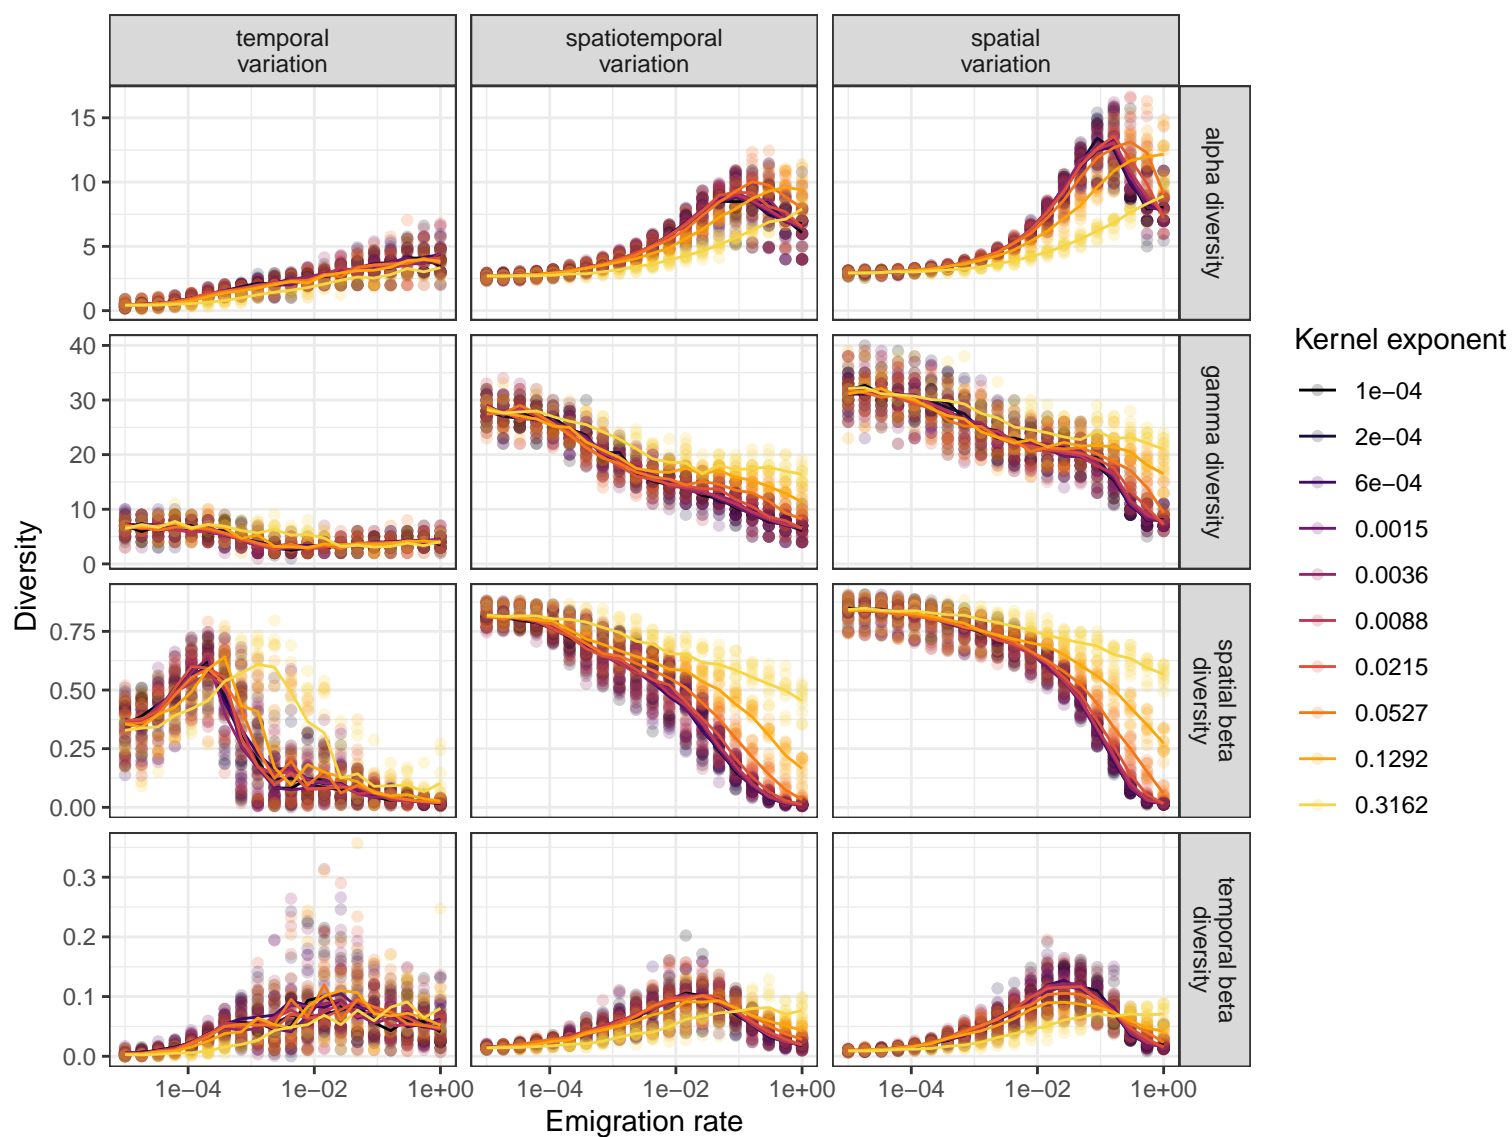 temporal
variation
spatiotemporal
variation
spatial
variation
15
10
5
0
alpha diversity
40
30
20
10
0
gamma diversity
0.75
0.50
0.25
0.00
spatial beta
diversity
0.3
0.2
0.1
0.0
temporal beta
diversity
1e−04
1e−02
1e+00
1e−04
1e−02
1e+00
1e−04
1e−02
1e+00
Emigration rate
Diversity
Kernel exponent
1e−04
2e−04
6e−04
0.0015
0.0036
0.0088
0.0215
0.0527
0.1292
0.3162